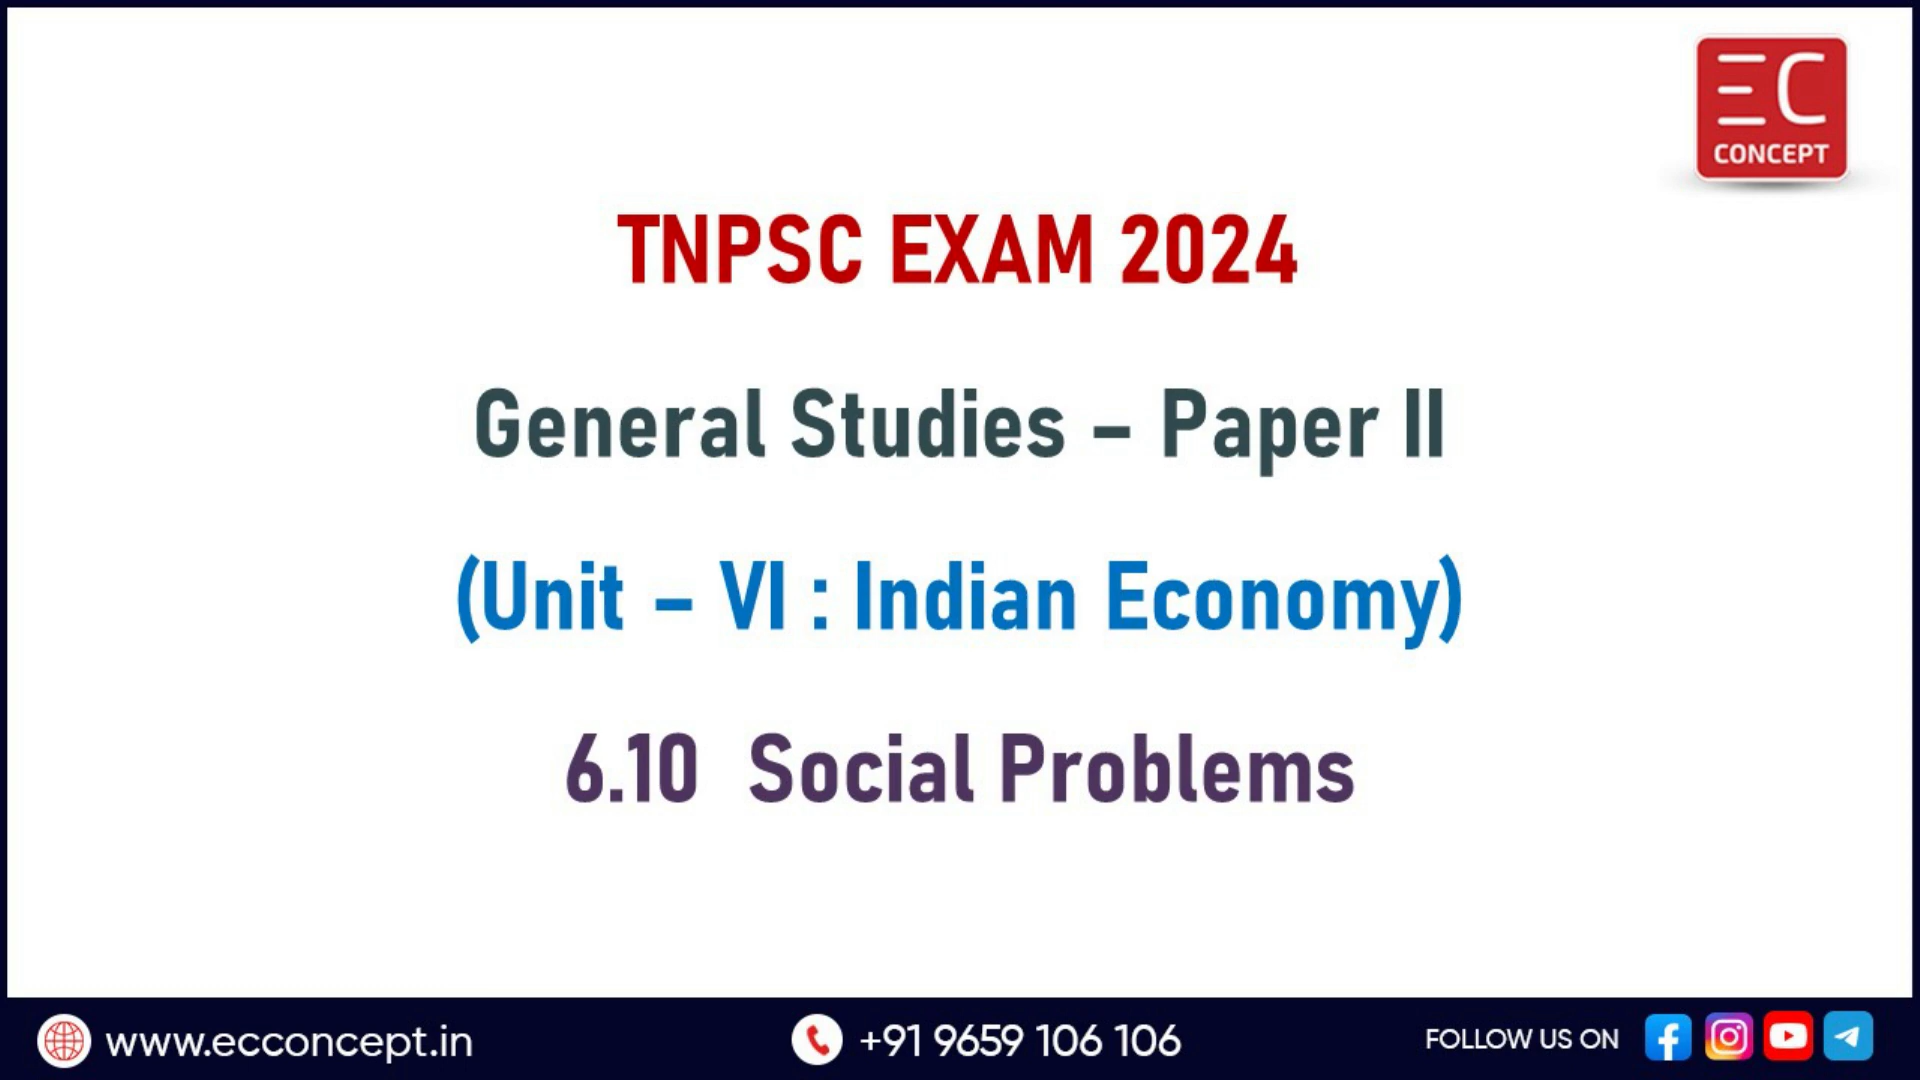 EC
CONCEPT
TNPSC EXAM 2024
General Studies – Paper II
(Unit – VI : Indian Economy)
6.10 Social Problems
www.ecconcept.in
+91 9659 106 106
FOLLOW US ON